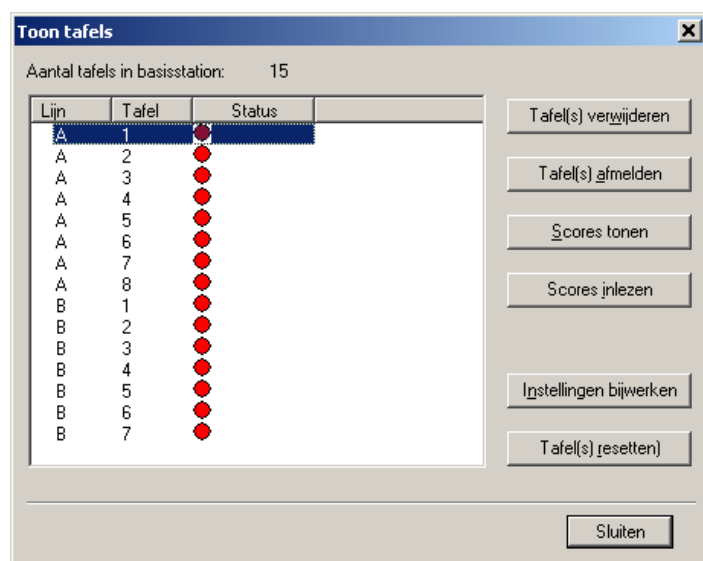 Toon tafels
Aantal tafels in basisstation: 15
Lijn Tafel Status
A 1
A 2
A 3
A 4
A 5
A 6
A 7
A 8
B 1
B 2
B 3
B 4
B 5
B 6
B 7
Tafel(s) verwijderen
Tafel(s) afmelden
Scores tonen
Scores inlezen
Instellingen bijwerken
Tafel(s) resetten)
Sluiten